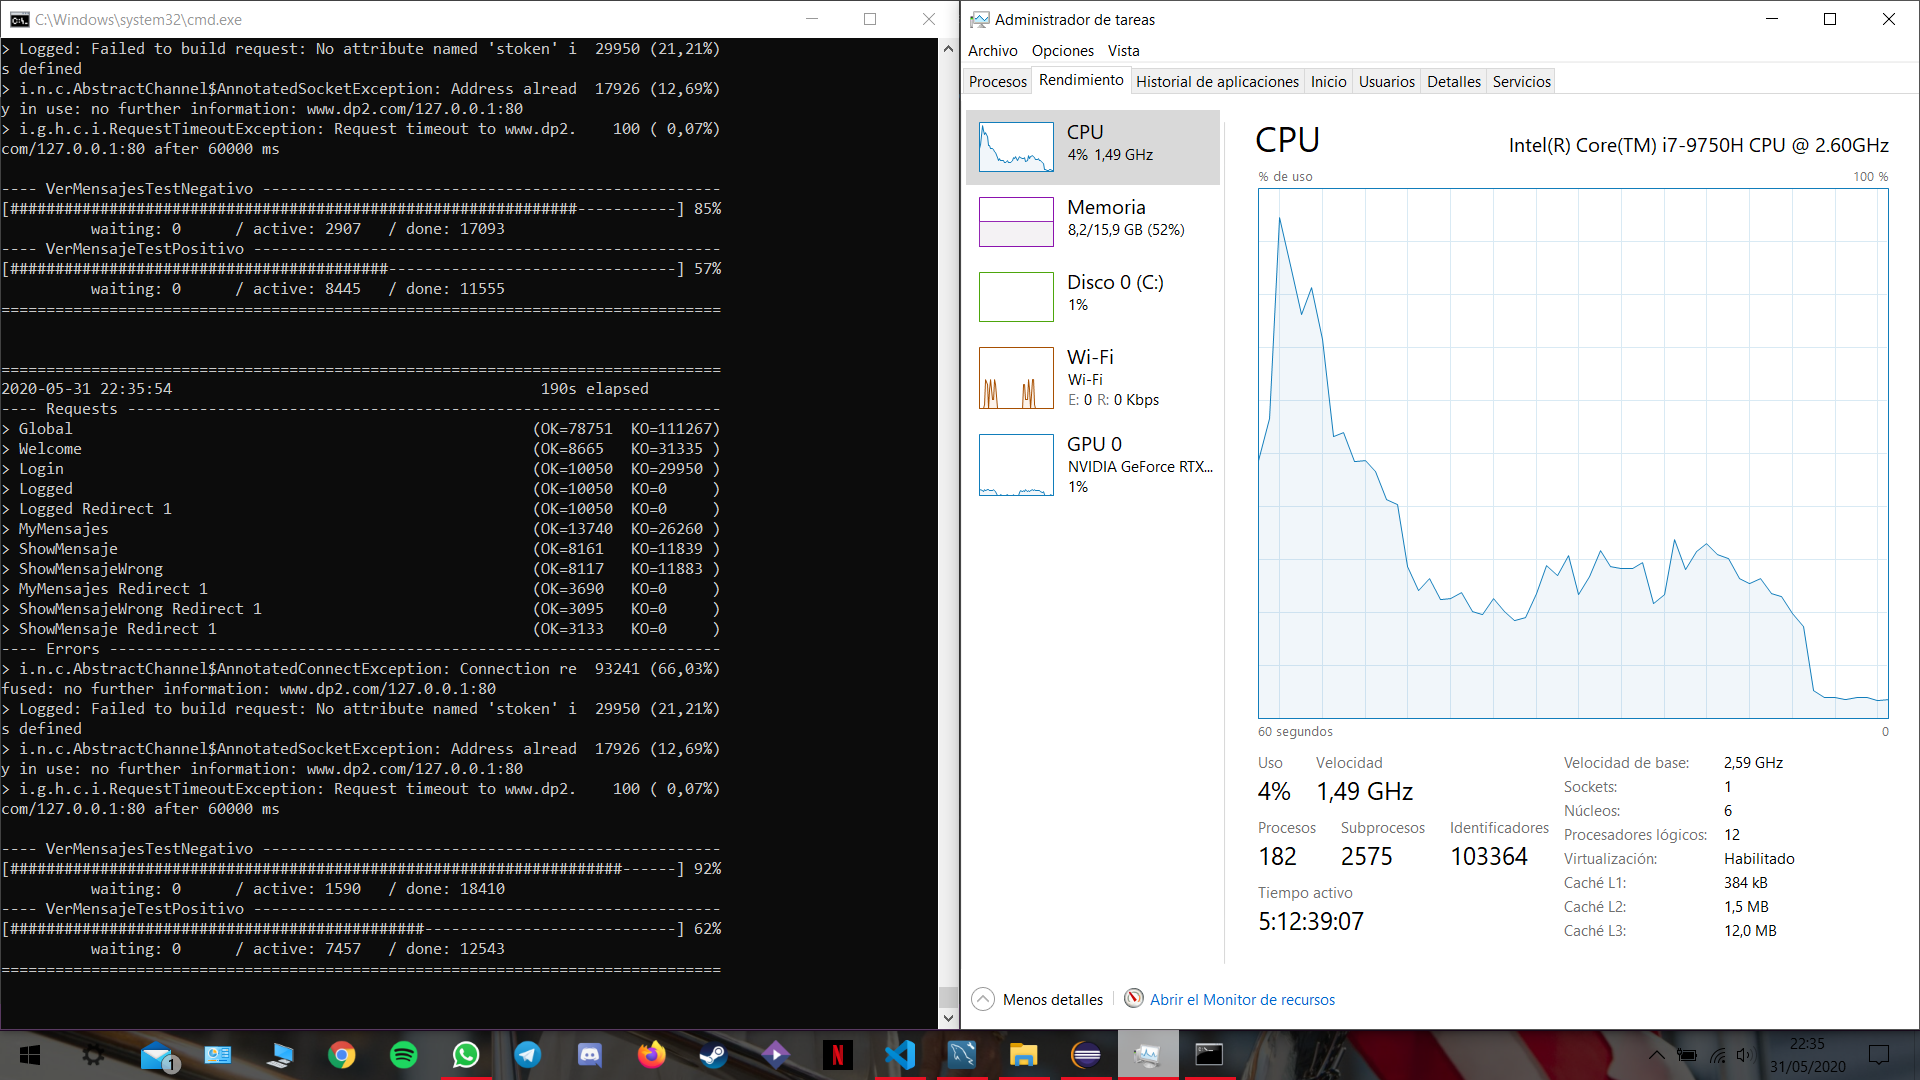 C:\Windows\system32\cmd.exe
> Logged: Failed to build request: No attribute named 'stoken' i  29950 (21,21%)
s defined
> i.n.c.AbstractChannel$AnnotatedSocketException: Address alread  17926 (12,69%)
y in use: no further information: www.dp2.com/127.0.0.1:80
> i.g.h.c.i.RequestTimeoutException: Request timeout to www.dp2.    100 ( 0,07%)
com/127.0.0.1:80 after 60000 ms
---- VerMensajesTestNegativo ---------------------------------------------------
[###############################################################-----------] 85%
          waiting: 0      / active: 2907   / done: 17093
---- VerMensajeTestPositivo ----------------------------------------------------
[##########################################--------------------------------] 57%
          waiting: 0      / active: 8445   / done: 11555
================================================================================
================================================================================
2020-05-31 22:35:54                                         190s elapsed
---- Requests ------------------------------------------------------------------
> Global                                                   (OK=78751  KO=111267)
> Welcome                                                  (OK=8665   KO=31335 )
> Login                                                    (OK=10050  KO=29950 )
> Logged                                                   (OK=10050  KO=0     )
> Logged Redirect 1                                        (OK=10050  KO=0     )
> MyMensajes                                               (OK=13740  KO=26260 )
> ShowMensaje                                              (OK=8161   KO=11839 )
> ShowMensajeWrong                                         (OK=8117   KO=11883 )
> MyMensajes Redirect 1                                    (OK=3690   KO=0     )
> ShowMensajeWrong Redirect 1                              (OK=3095   KO=0     )
> ShowMensaje Redirect 1                                   (OK=3133   KO=0     )
---- Errors --------------------------------------------------------------------
> i.n.c.AbstractChannel$AnnotatedConnectException: Connection re  93241 (66,03%)
fused: no further information: www.dp2.com/127.0.0.1:80
> Logged: Failed to build request: No attribute named 'stoken' i  29950 (21,21%)
s defined
> i.n.c.AbstractChannel$AnnotatedSocketException: Address alread  17926 (12,69%)
y in use: no further information: www.dp2.com/127.0.0.1:80
> i.g.h.c.i.RequestTimeoutException: Request timeout to www.dp2.    100 ( 0,07%)
com/127.0.0.1:80 after 60000 ms
---- VerMensajesTestNegativo ---------------------------------------------------
[####################################################################------] 92%
          waiting: 0      / active: 1590   / done: 18410
---- VerMensajeTestPositivo ----------------------------------------------------
[##############################################----------------------------] 62%
          waiting: 0      / active: 7457   / done: 12543
================================================================================
Administrador de tareas
Archivo Opciones Vista
Procesos Rendimiento Historial de aplicaciones Inicio Usuarios Detalles Servicios
CPU
4% 1,49 GHz
Memoria
8,2/15,9 GB (52%)
Disco 0 (C:)
1%
Wi-Fi
Wi-Fi
E: 0 R: 0 Kbps
GPU 0
NVIDIA GeForce RTX...
1%
CPU
Intel(R) Core(TM) i7-9750H CPU @ 2.60GHz
% de uso 100 %
60 segundos 0
Uso Velocidad
4% 1,49 GHz
Procesos Subprocesos Identificadores
182 2575 103364
Tiempo activo
5:12:39:07
Velocidad de base: 2,59 GHz
Sockets: 1
Núcleos: 6
Procesadores lógicos: 12
Virtualización: Habilitado
Caché L1: 384 kB
Caché L2: 1,5 MB
Caché L3: 12,0 MB
Menos detalles Abrir el Monitor de recursos
1
N
22:35
31/05/2020